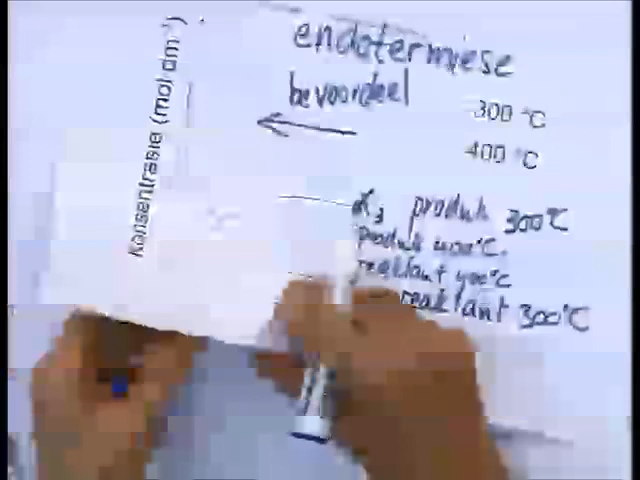 Konsentrasie (mol·dm⁻³)
endotermiese
bevoordeel
300 °C
400 °C
produk 300°C
produk 400°C.
reaktant 400°C
reaktant 300°C